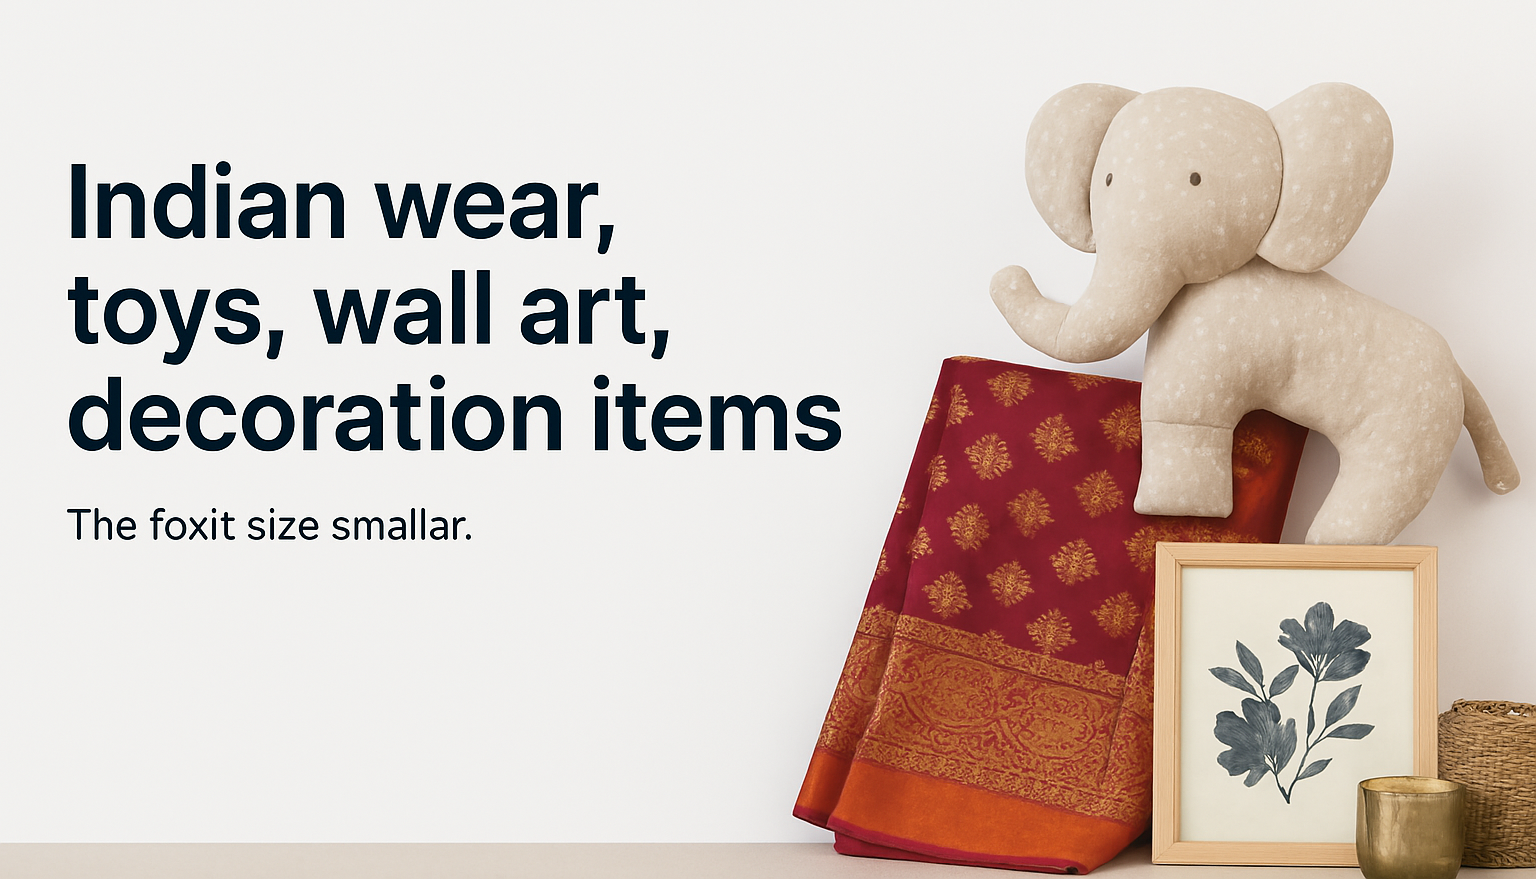 Indian wear,
toys, wall art,
decoration items
The foxit size smallar.